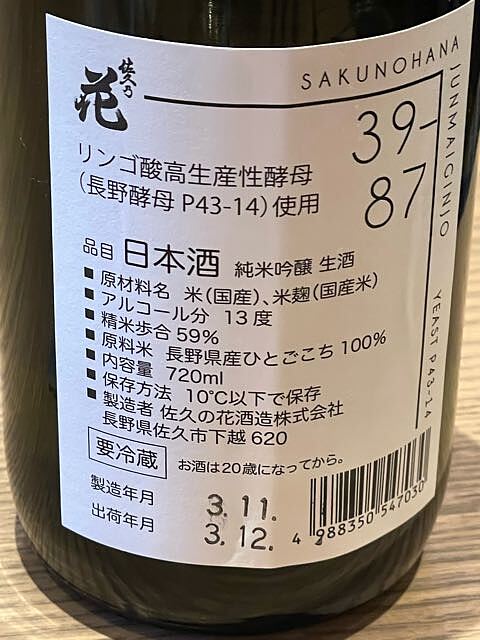 佐久乃花
SAKUNOHANA
JUNMAIGINJO
YEAST P43-14
39-
87
リンゴ酸高生産性酵母
（長野酵母 P43-14）使用
品目 日本酒 純米吟醸 生酒
■ 原材料名 米（国産）、米麹（国産米）
■ アルコール分 13度
■ 精米歩合 59%
■ 原料米 長野県産ひとごこち 100%
■ 内容量 720ml
■ 保存方法 10℃以下で保存
■ 製造者 佐久の花酒造株式会社
長野県佐久市下越 620
要冷蔵 お酒は20歳になってから。
製造年月 3.11.
出荷年月 3.12.
4 988350 547030